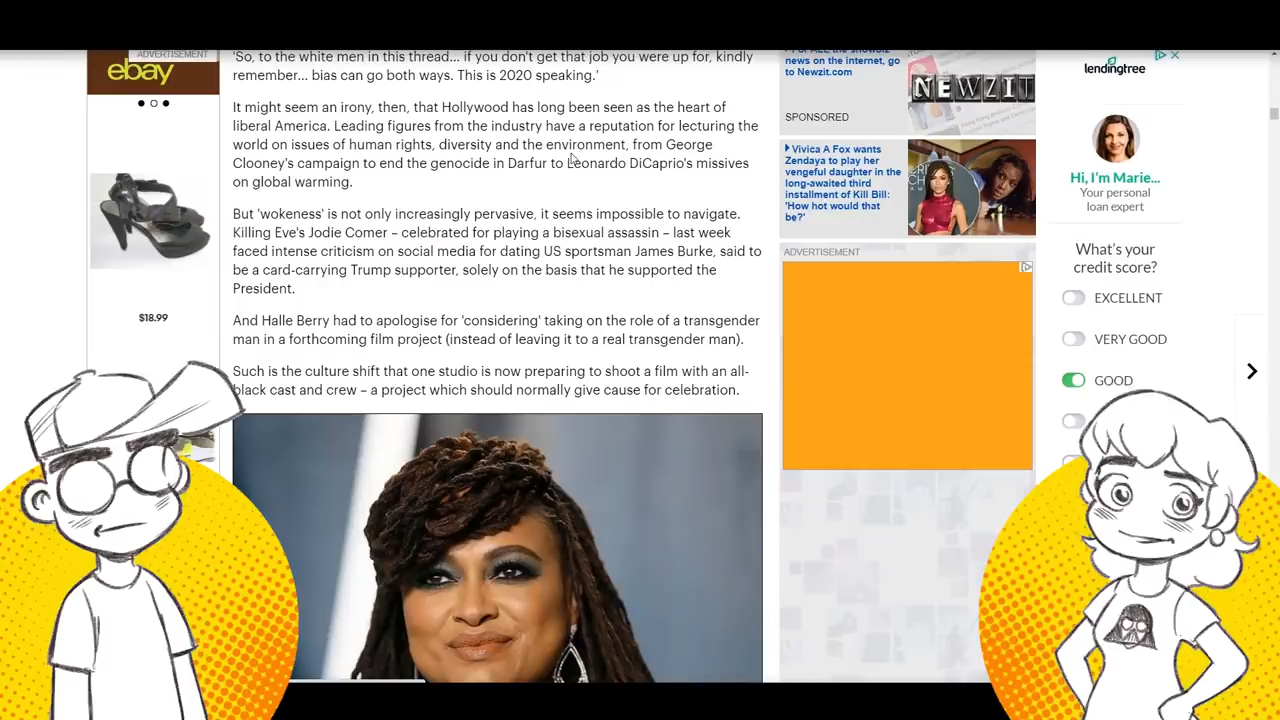 ADVERTISEMENT
ebay
$18.99
'So, to the white men in this thread... if you don't get that job you were up for, kindly
remember... bias can go both ways. This is 2020 speaking.'
It might seem an irony, then, that Hollywood has long been seen as the heart of
liberal America. Leading figures from the industry have a reputation for lecturing the
world on issues of human rights, diversity and the environment, from George
Clooney's campaign to end the genocide in Darfur to Leonardo DiCaprio's missives
on global warming.
But 'wokeness' is not only increasingly pervasive, it seems impossible to navigate.
Killing Eve's Jodie Comer – celebrated for playing a bisexual assassin – last week
faced intense criticism on social media for dating US sportsman James Burke, said to
be a card-carrying Trump supporter, solely on the basis that he supported the
President.
And Halle Berry had to apologise for 'considering' taking on the role of a transgender
man in a forthcoming film project (instead of leaving it to a real transgender man).
Such is the culture shift that one studio is now preparing to shoot a film with an all-
black cast and crew – a project which should normally give cause for celebration.
For ALL the showbiz
news on the internet, go
to Newzit.com
NEWZIT
SPONSORED
Vivica A Fox wants
Zendaya to play her
vengeful daughter in the
long-awaited third
installment of Kill Bill:
'How hot would that
be?'
ADVERTISEMENT
lendingtree
Hi, I'm Marie...
Your personal
loan expert
What's your
credit score?
EXCELLENT
VERY GOOD
GOOD